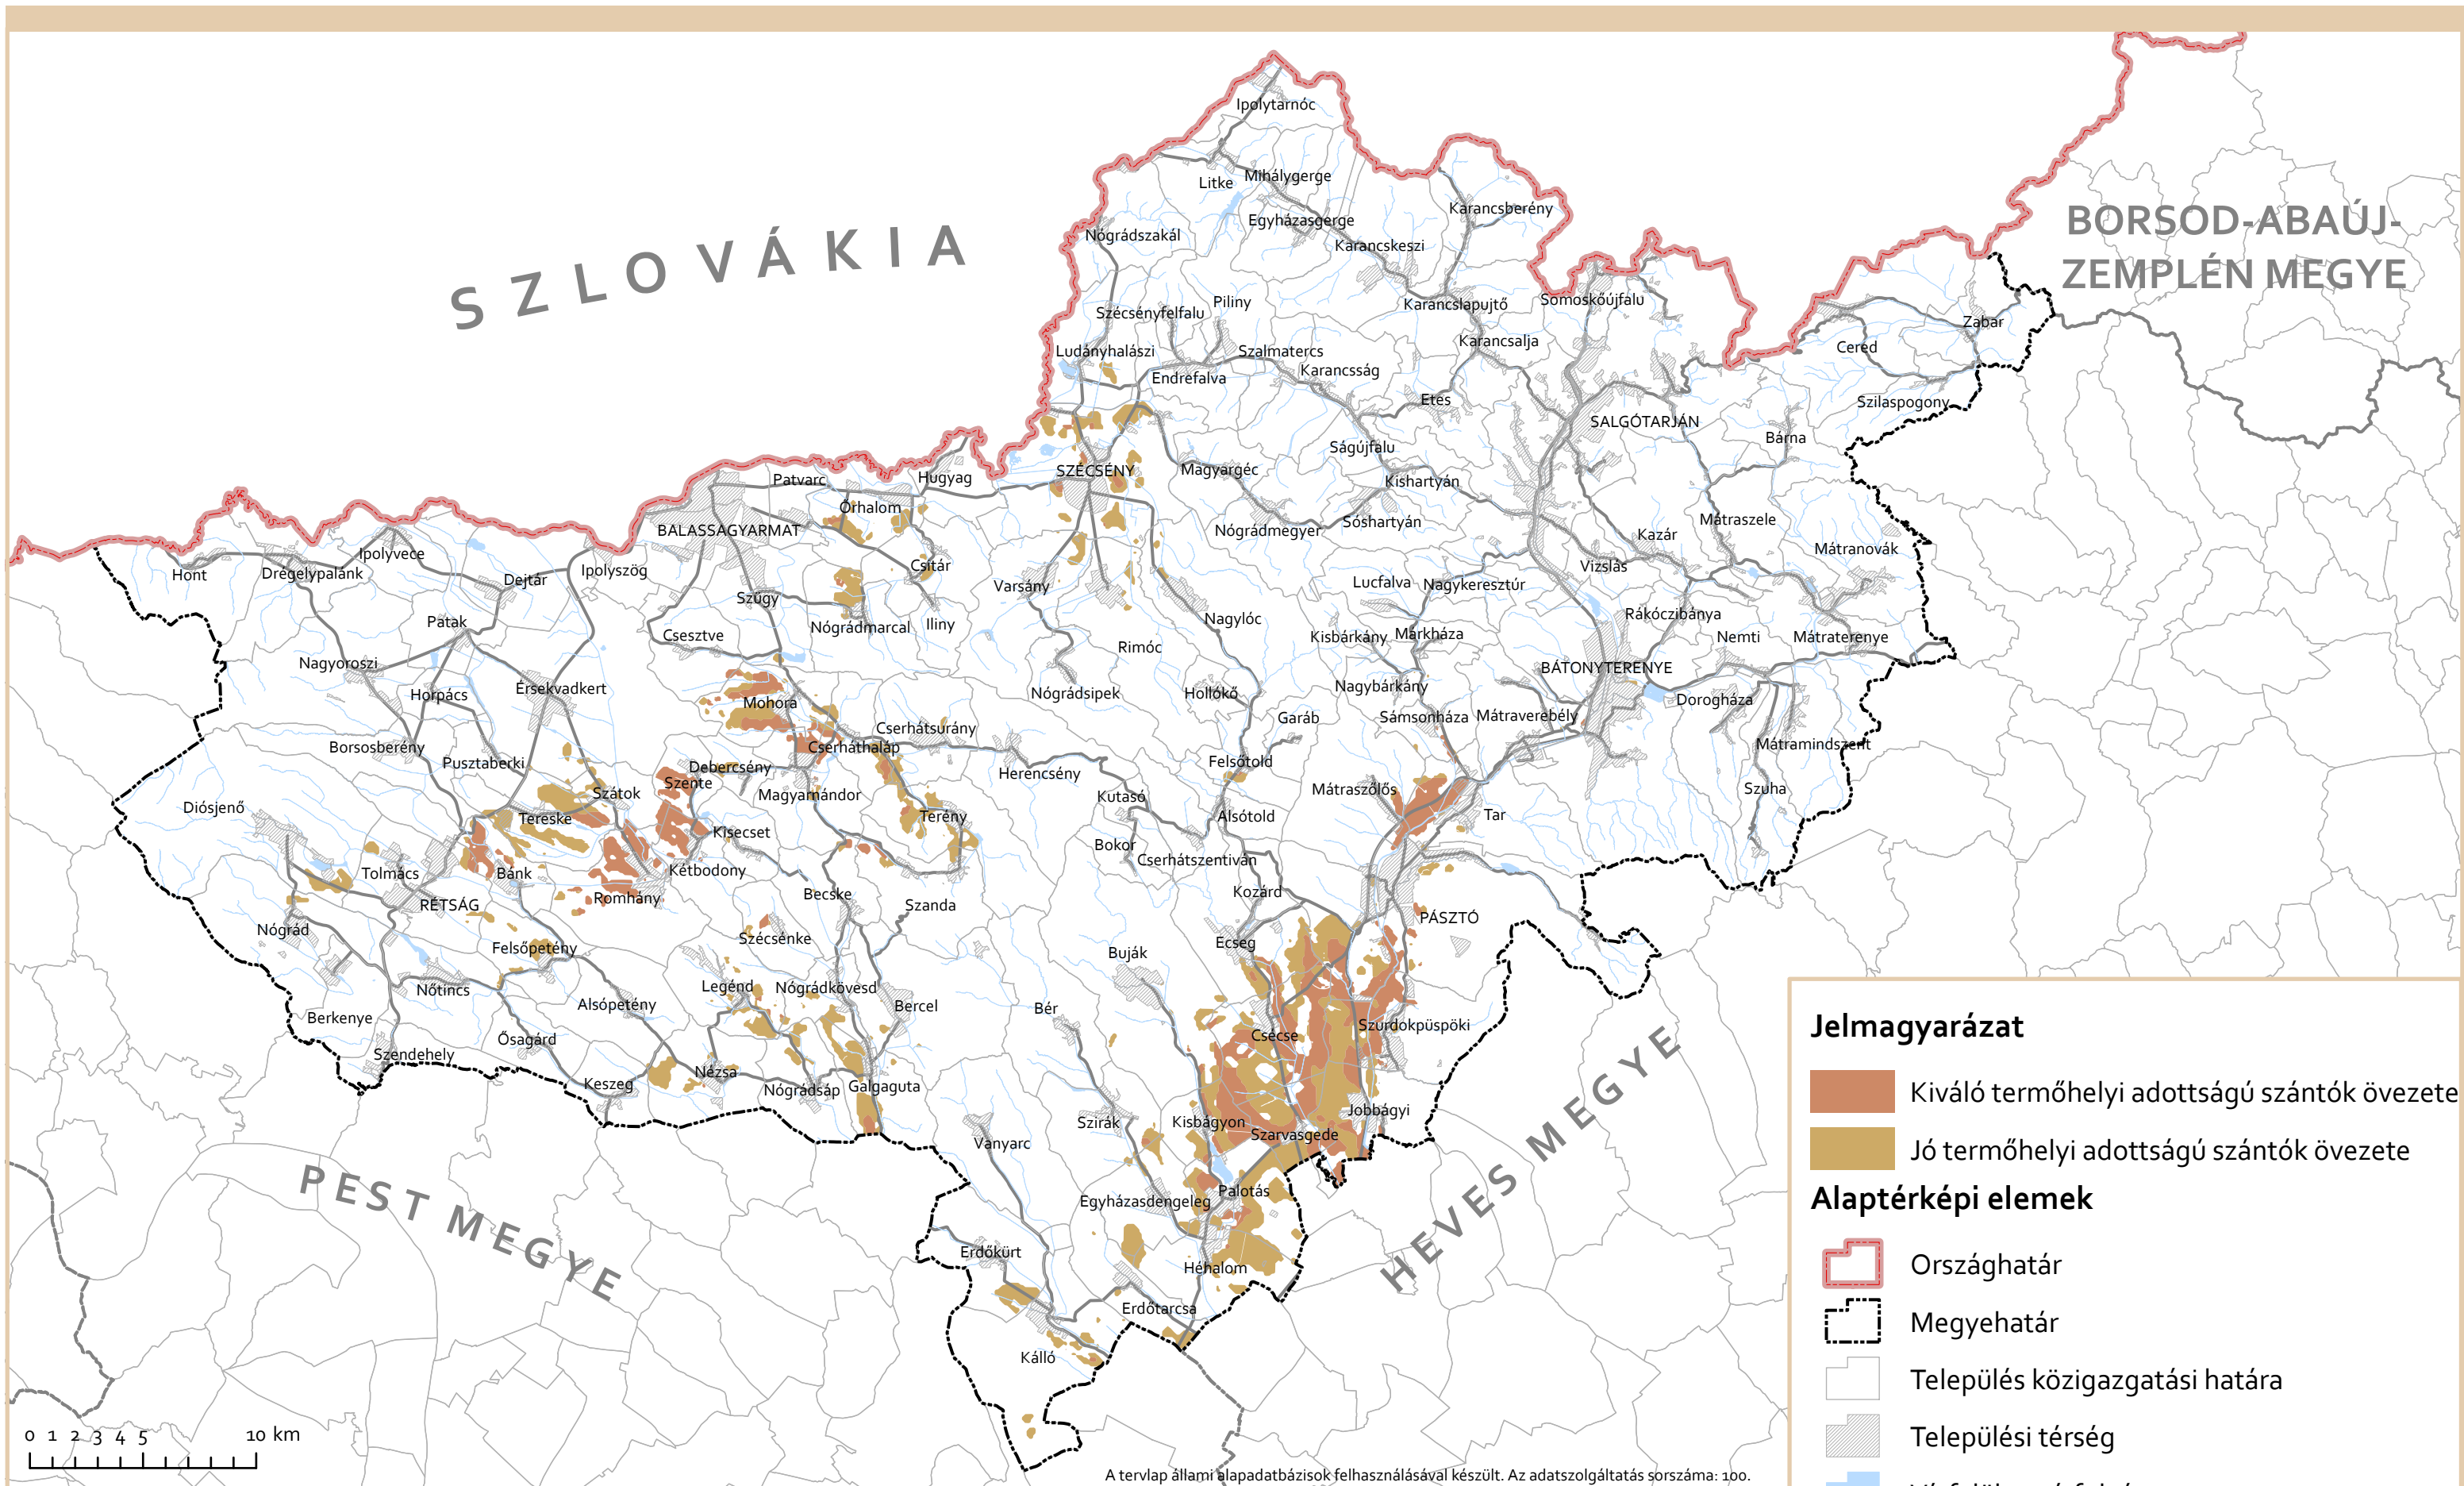 SZLOVÁKIA
BORSOD-ABAÚJ-
ZEMPLÉN MEGYE
PEST MEGYE
HEVES MEGYE
Ipolytarnóc
Litke
Mihálygerge
Egyházasgerge
Karancsberény
Nógrádszakál
Karancskeszi
Piliny
Szécsényfelfalu
Karancslapujtő
Somoskőújfalu
Zabar
Ludányhalászi
Szalmatercs
Karancsalja
Cered
Endrefalva
Karancsság
Etes
Szilaspogony
SALGÓTARJÁN
Bárna
Ságújfalu
SZÉCSÉNY
Magyargéc
Kishartyán
Patvarc
Hugyag
Őrhalom
BALASSAGYARMAT
Nógrádmegyer
Sóshartyán
Mátraszele
Kazár
Mátranovák
Ipolyvece
Hont
Drégelypalánk
Dejtár
Ipolyszög
Csitár
Varsány
Vizslás
Lucfalva
Nagykeresztúr
Szügy
Nógrádmarcal
Iliny
Nagylóc
Rákóczibánya
Patak
Csesztve
Rimóc
Kisbárkány
Márkháza
Nemti
Mátraterenye
Nagyoroszi
BÁTONYTERENYE
Horpács
Érsekvadkert
Nógrádsipek
Hollókő
Nagybárkány
Dorogháza
Mohora
Garáb
Sámsonháza
Mátraverebély
Borsosberény
Cserhátsurány
Cserháthaláp
Mátramindszent
Pusztaberki
Debercsény
Herencsény
Felsőtold
Szente
Magyarnándor
Szátok
Kutasó
Mátraszőlős
Szuha
Diósjenő
Tereske
Terény
Alsótold
Tar
Kisecset
Bokor
Cserhátszentiván
Tolmács
Bánk
Kétbodony
Kozárd
RÉTSÁG
Romhány
Becske
Szanda
PÁSZTÓ
Nógrád
Szécsénke
Ecseg
Felsőpetény
Buják
Nőtincs
Legénd
Nógrádkövesd
Alsópetény
Bercel
Bér
Berkenye
Csécse
Szurdokpüspöki
Ősagárd
Szendehely
Keszeg
Nézsa
Nógrádsáp
Galgaguta
Jobbágyi
Szirák
Kisbágyon
Szarvasgede
Vanyarc
Egyházasdengeleg
Palotás
Erdőkürt
Héhalom
Erdőtarcsa
Kálló
Jelmagyarázat
Kiváló termőhelyi adottságú szántók övezete
Jó termőhelyi adottságú szántók övezete
Alaptérképi elemek
Országhatár
Megyehatár
Település közigazgatási határa
Települési térség
0 1 2 3 4 5 10 km
A tervlap állami alapadatbázisok felhasználásával készült. Az adatszolgáltatás sorszáma: 100.